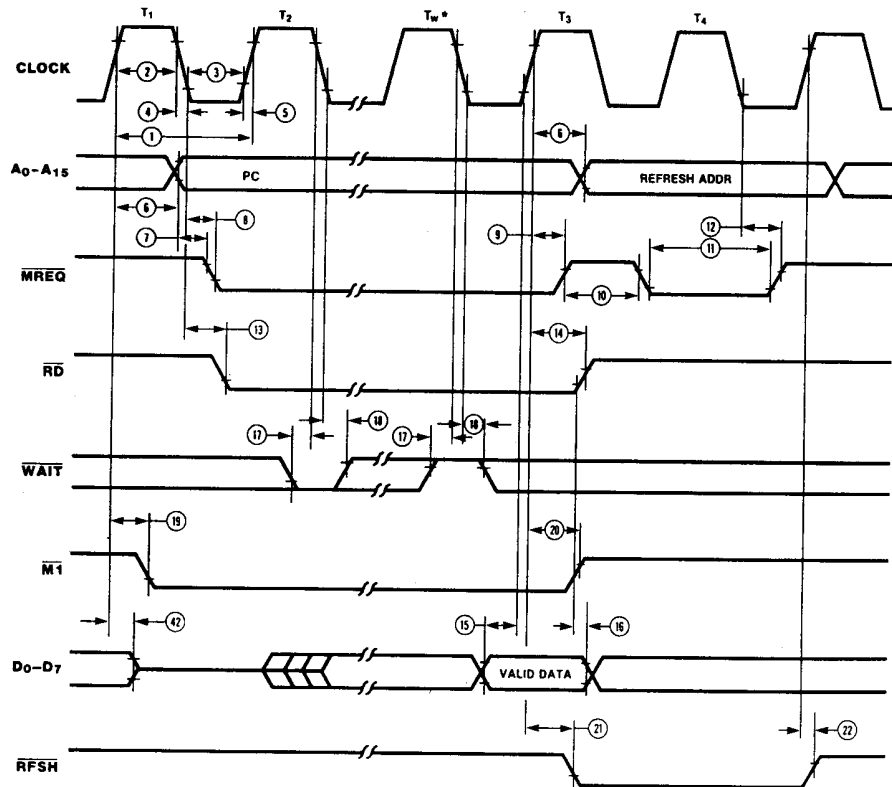 T1 T2 Tw* T3 T4
CLOCK
2 3
4 5
1 6
A0-A15 PC REFRESH ADDR
6 8 12
7 9 11
MREQ
10
13 14
RD
17 18 17 18
WAIT
19 20
M1
42 15 16
D0-D7 VALID DATA
21 22
RFSH